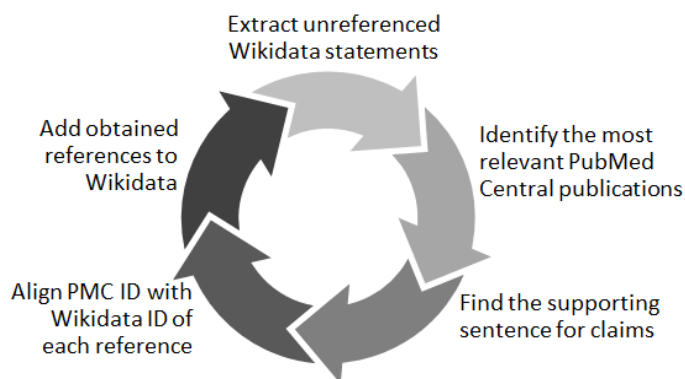 Extract unreferenced
Wikidata statements
Identify the most
relevant PubMed
Central publications
Find the supporting
sentence for claims
Align PMC ID with
Wikidata ID of
each reference
Add obtained
references to
Wikidata